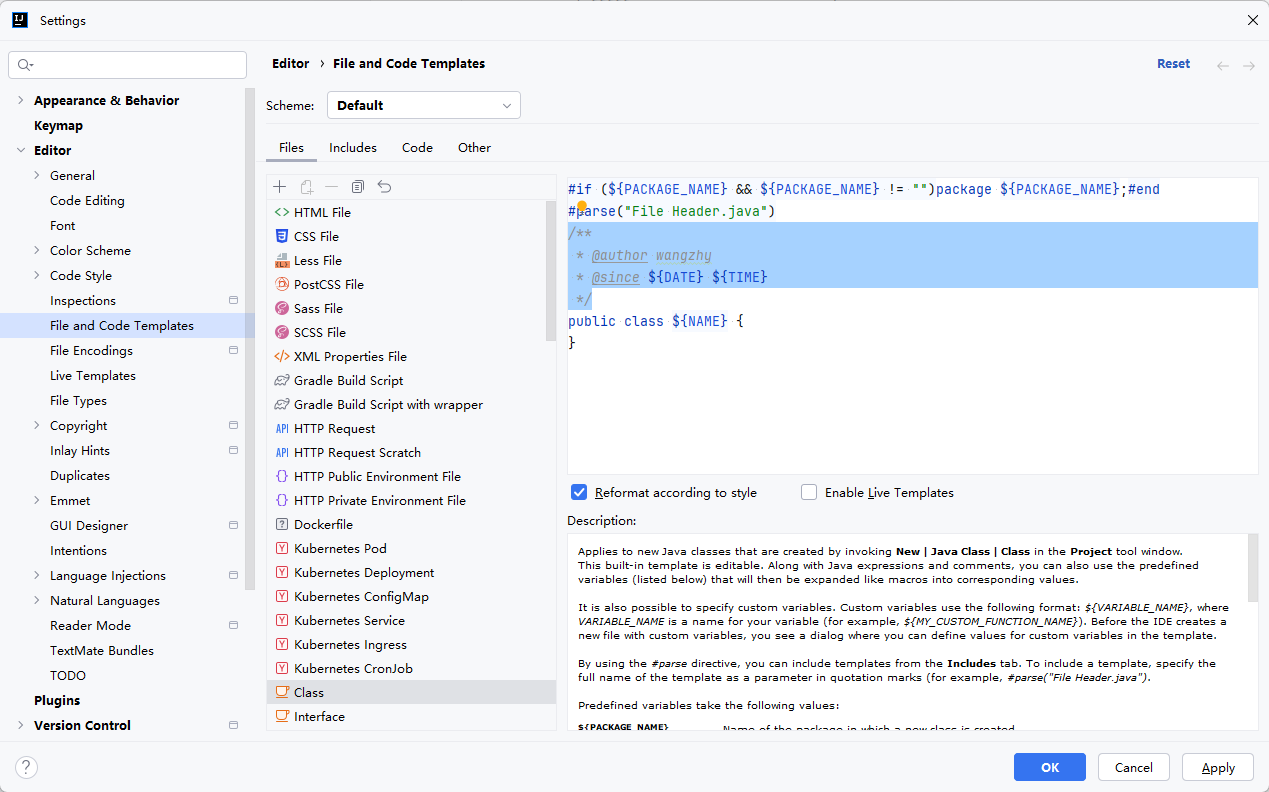 Settings
Editor › File and Code Templates
Reset
Scheme:
Default
Appearance & Behavior
Keymap
Editor
General
Code Editing
Font
Color Scheme
Code Style
Inspections
File and Code Templates
File Encodings
Live Templates
File Types
Copyright
Inlay Hints
Duplicates
Emmet
GUI Designer
Intentions
Language Injections
Natural Languages
Reader Mode
TextMate Bundles
TODO
Plugins
Version Control
Files
Includes
Code
Other
HTML File
CSS File
Less File
PostCSS File
Sass File
SCSS File
XML Properties File
Gradle Build Script
Gradle Build Script with wrapper
API HTTP Request
API HTTP Request Scratch
HTTP Public Environment File
HTTP Private Environment File
Dockerfile
Kubernetes Pod
Kubernetes Deployment
Kubernetes ConfigMap
Kubernetes Service
Kubernetes Ingress
Kubernetes CronJob
Class
Interface
#if (${PACKAGE_NAME} && ${PACKAGE_NAME} != "")package ${PACKAGE_NAME};#end
#parse("File Header.java")
/**
* @author wangzhy
* @since ${DATE} ${TIME}
*/
public class ${NAME} {
}
Reformat according to style
Enable Live Templates
Description:
Applies to new Java classes that are created by invoking New | Java Class | Class in the Project tool window.
This built-in template is editable. Along with Java expressions and comments, you can also use the predefined
variables (listed below) that will then be expanded like macros into corresponding values.
It is also possible to specify custom variables. Custom variables use the following format: ${VARIABLE_NAME}, where
VARIABLE_NAME is a name for your variable (for example, ${MY_CUSTOM_FUNCTION_NAME}). Before the IDE creates a
new file with custom variables, you see a dialog where you can define values for custom variables in the template.
By using the #parse directive, you can include templates from the Includes tab. To include a template, specify the
full name of the template as a parameter in quotation marks (for example, #parse("File Header.java").
Predefined variables take the following values:
${PACKAGE_NAME}
Name of the package in which a new class is created
?
OK
Cancel
Apply